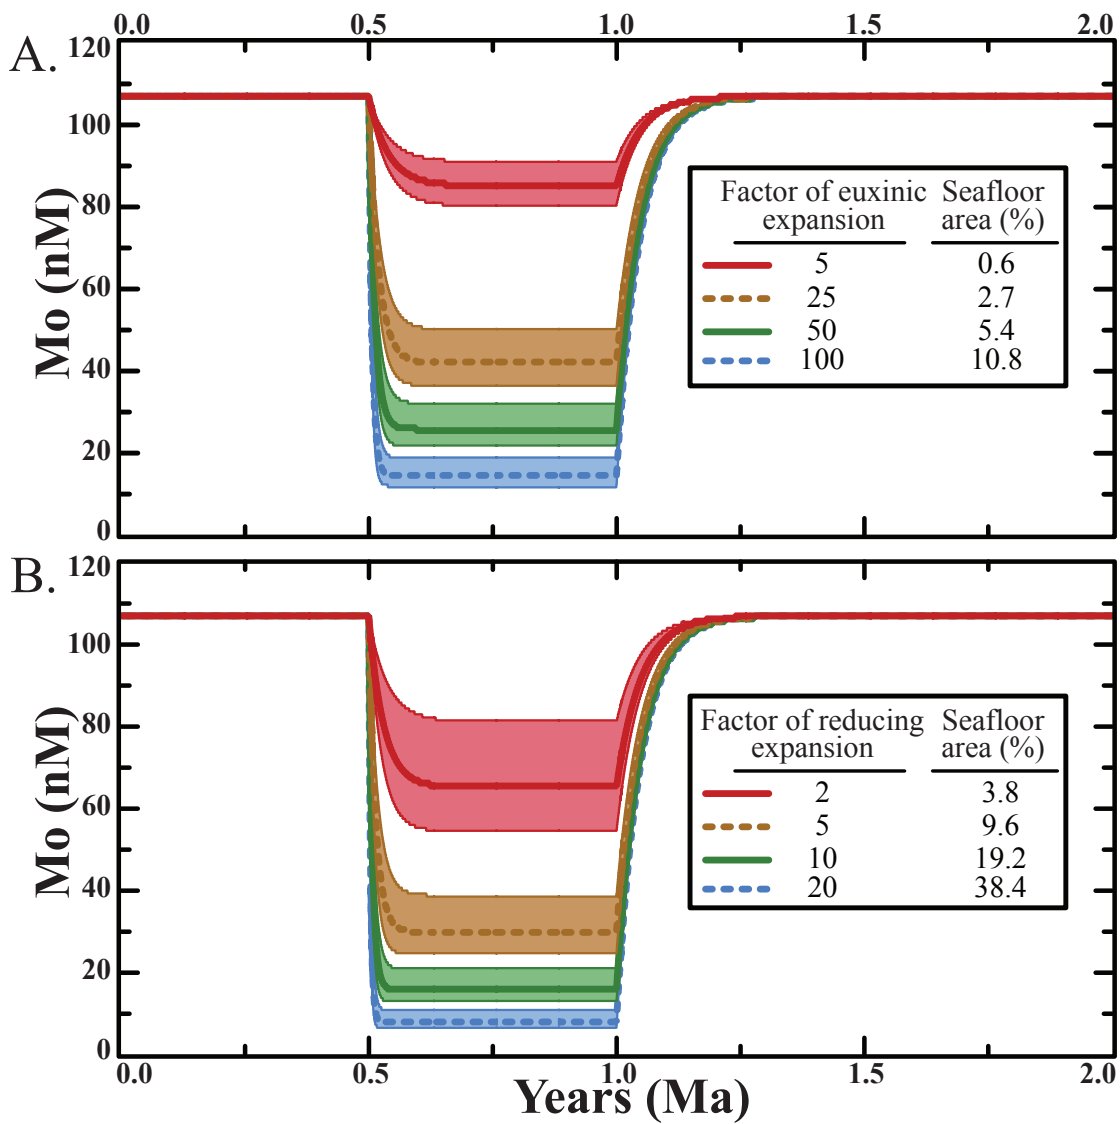 0.0 0.5 1.0 1.5 2.0
A.
120
100
80
60
40
20
0
Mo (nM)
Factor of euxinic Seafloor
expansion area (%)
5 0.6
25 2.7
50 5.4
100 10.8
B.
120
100
80
60
40
20
0
Mo (nM)
Factor of reducing Seafloor
expansion area (%)
2 3.8
5 9.6
10 19.2
20 38.4
0.0 0.5 1.0 1.5 2.0
Years (Ma)